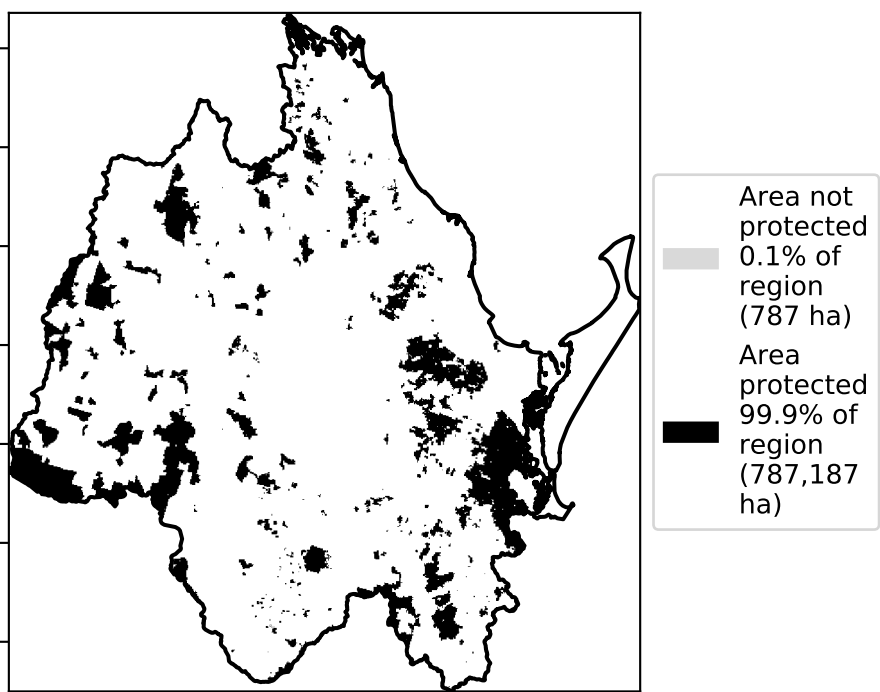 Area not
protected
0.1% of
region
(787 ha)
Area
protected
99.9% of
region
(787,187
ha)